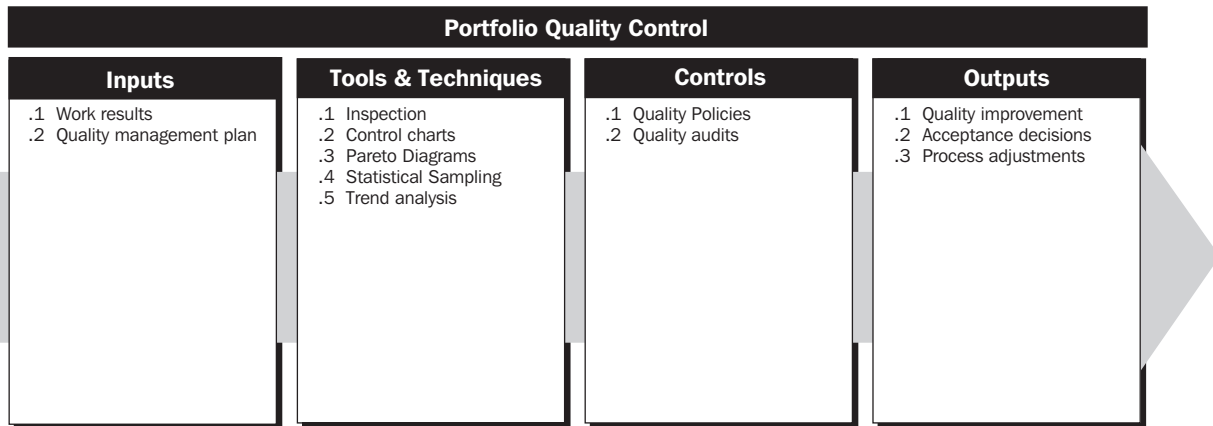 Portfolio Quality Control
Inputs
.1 Work results
.2 Quality management plan
Tools & Techniques
.1 Inspection
.2 Control charts
.3 Pareto Diagrams
.4 Statistical Sampling
.5 Trend analysis
Controls
.1 Quality Policies
.2 Quality audits
Outputs
.1 Quality improvement
.2 Acceptance decisions
.3 Process adjustments